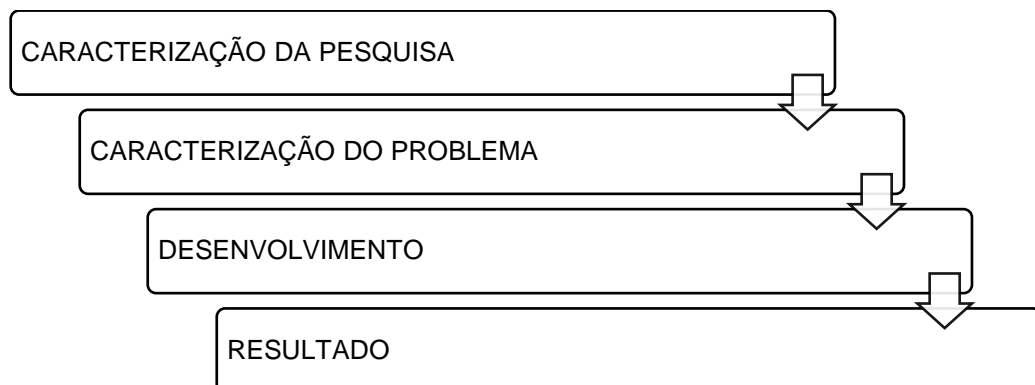 CARACTERIZAÇÃO DA PESQUISA
CARACTERIZAÇÃO DO PROBLEMA
DESENVOLVIMENTO
RESULTADO